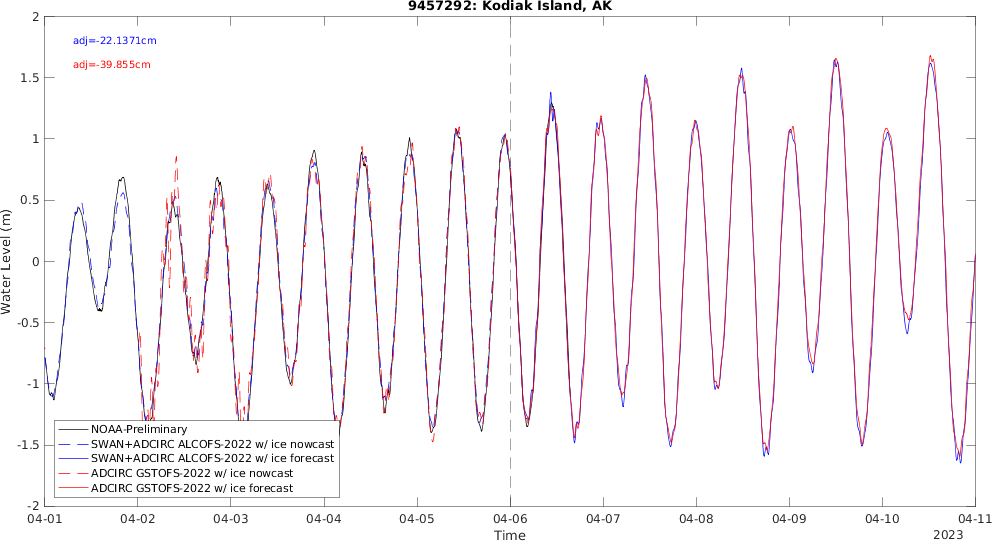 9457292: Kodiak Island, AK
adj=-22.1371cm
adj=-39.855cm
Water Level (m)
2
1.5
1
0.5
0
-0.5
-1
-1.5
-2
NOAA-Preliminary
SWAN+ADCIRC ALCOFS-2022 w/ ice nowcast
SWAN+ADCIRC ALCOFS-2022 w/ ice forecast
ADCIRC GSTOFS-2022 w/ ice nowcast
ADCIRC GSTOFS-2022 w/ ice forecast
04-01 04-02 04-03 04-04 04-05 04-06 04-07 04-08 04-09 04-10 04-11
Time
2023